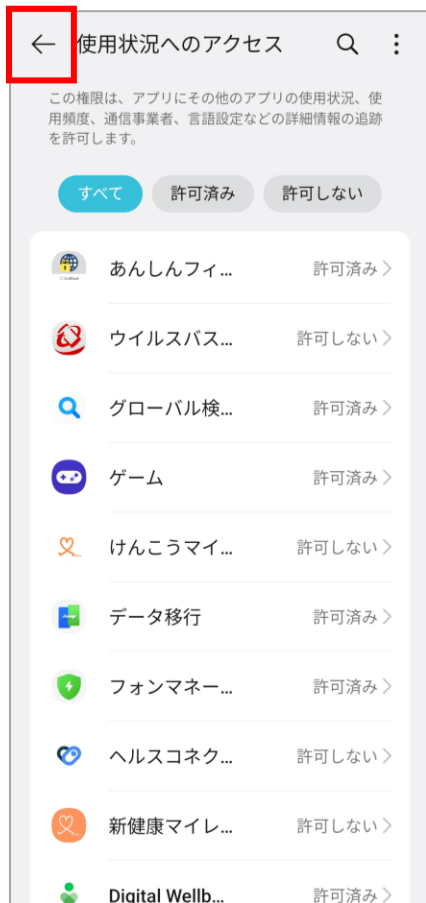 使用状況へのアクセス
この権限は、アプリにその他のアプリの使用状況、使
用頻度、通信事業者、言語設定などの詳細情報の追跡
を許可します。
すべて 許可済み 許可しない
あんしんフィ... 許可済み
ウイルスバス... 許可しない
グローバル検... 許可済み
ゲーム 許可済み
けんこうマイ... 許可しない
データ移行 許可済み
フォンマネー... 許可済み
ヘルスコネク... 許可しない
新健康マイレ... 許可しない
Digital Wellb... 許可済み